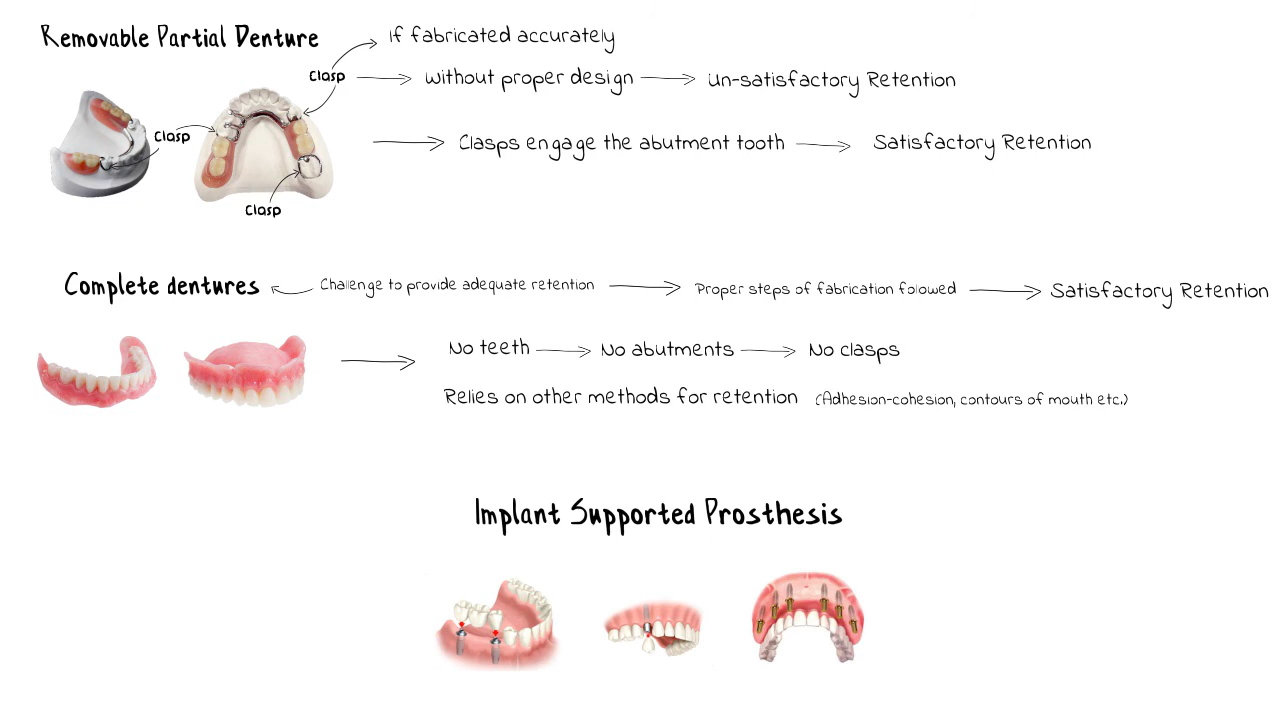 Removable Partial Denture
If fabricated accurately
Clasp
without proper design
un-satisfactory Retention
Clasp
Clasps engage the abutment tooth
Satisfactory Retention
Clasp
Complete dentures
Challenge to provide adequate retention
Proper steps of fabrication folowed
Satisfactory Retention
No teeth
No abutments
No clasps
Relies on other methods for retention (Adhesion-cohesion, contours of mouth etc.)
Implant Supported Prosthesis